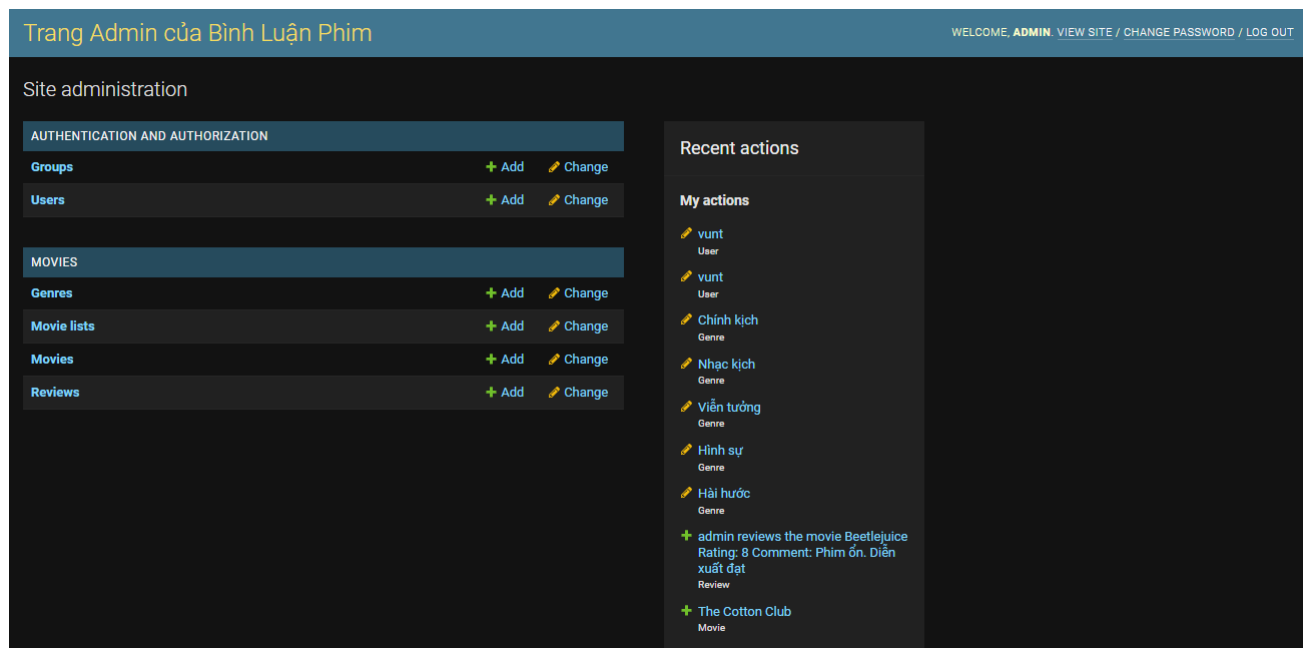 Trang Admin của Bình Luận Phim
WELCOME, ADMIN. VIEW SITE / CHANGE PASSWORD / LOG OUT
Site administration
AUTHENTICATION AND AUTHORIZATION
Groups + Add Change
Users + Add Change
MOVIES
Genres + Add Change
Movie lists + Add Change
Movies + Add Change
Reviews + Add Change
Recent actions
My actions
vunt
User
vunt
User
Chính kịch
Genre
Nhạc kịch
Genre
Viễn tưởng
Genre
Hình sự
Genre
Hài hước
Genre
+ admin reviews the movie Beetlejuice
Rating: 8 Comment: Phim ổn. Diễn
xuất đạt
Review
+ The Cotton Club
Movie